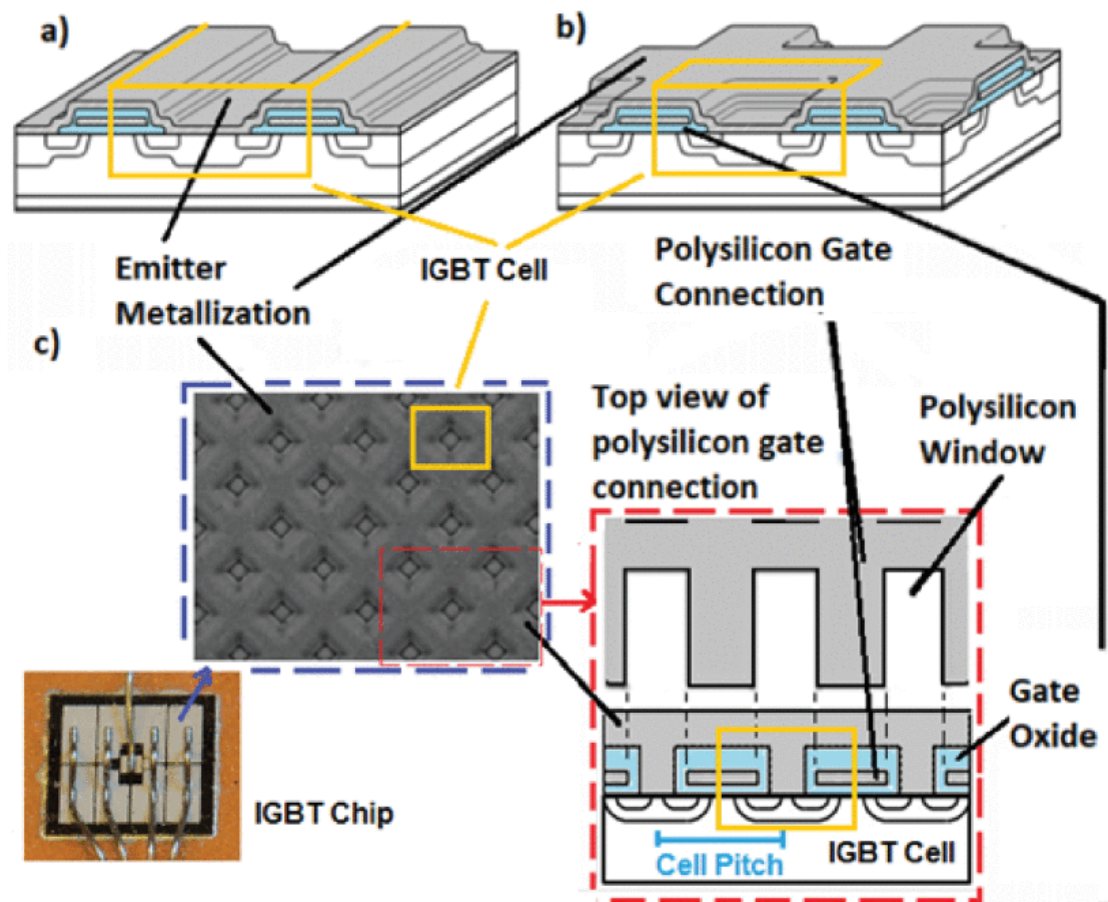 a)
b)
Emitter
Metallization
IGBT Cell
Polysilicon Gate
Connection
c)
Top view of
polysilicon gate
connection
Polysilicon
Window
Gate
Oxide
IGBT Chip
Cell Pitch
IGBT Cell